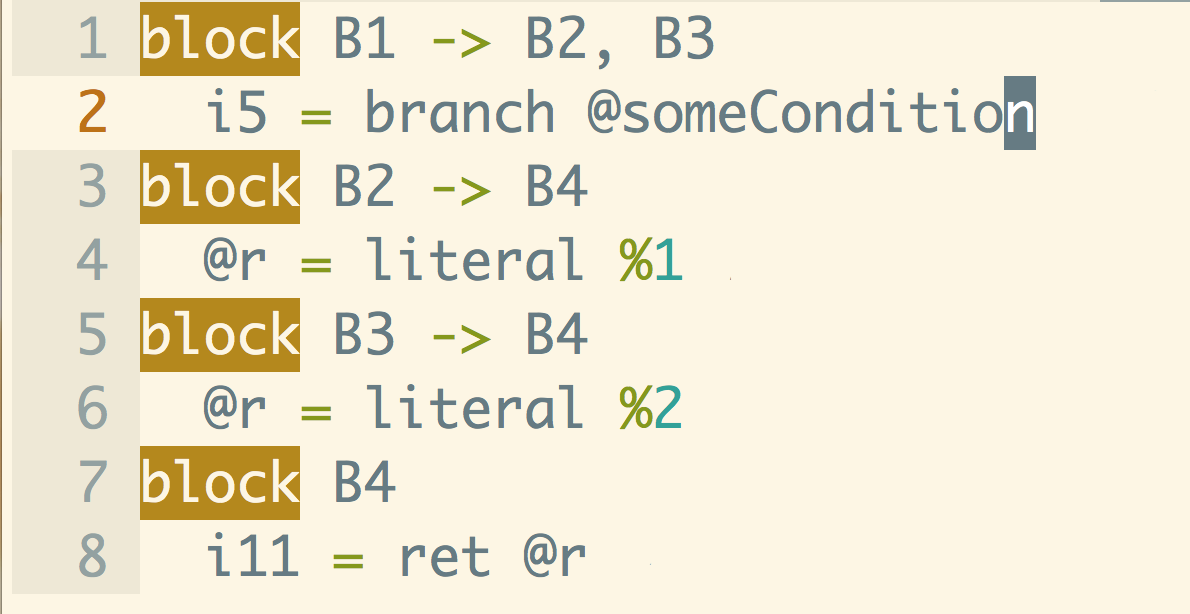 1 block B1 -> B2, B3
2   i5 = branch @someCondition
3 block B2 -> B4
4   @r = literal %1
5 block B3 -> B4
6   @r = literal %2
7 block B4
8   i11 = ret @r